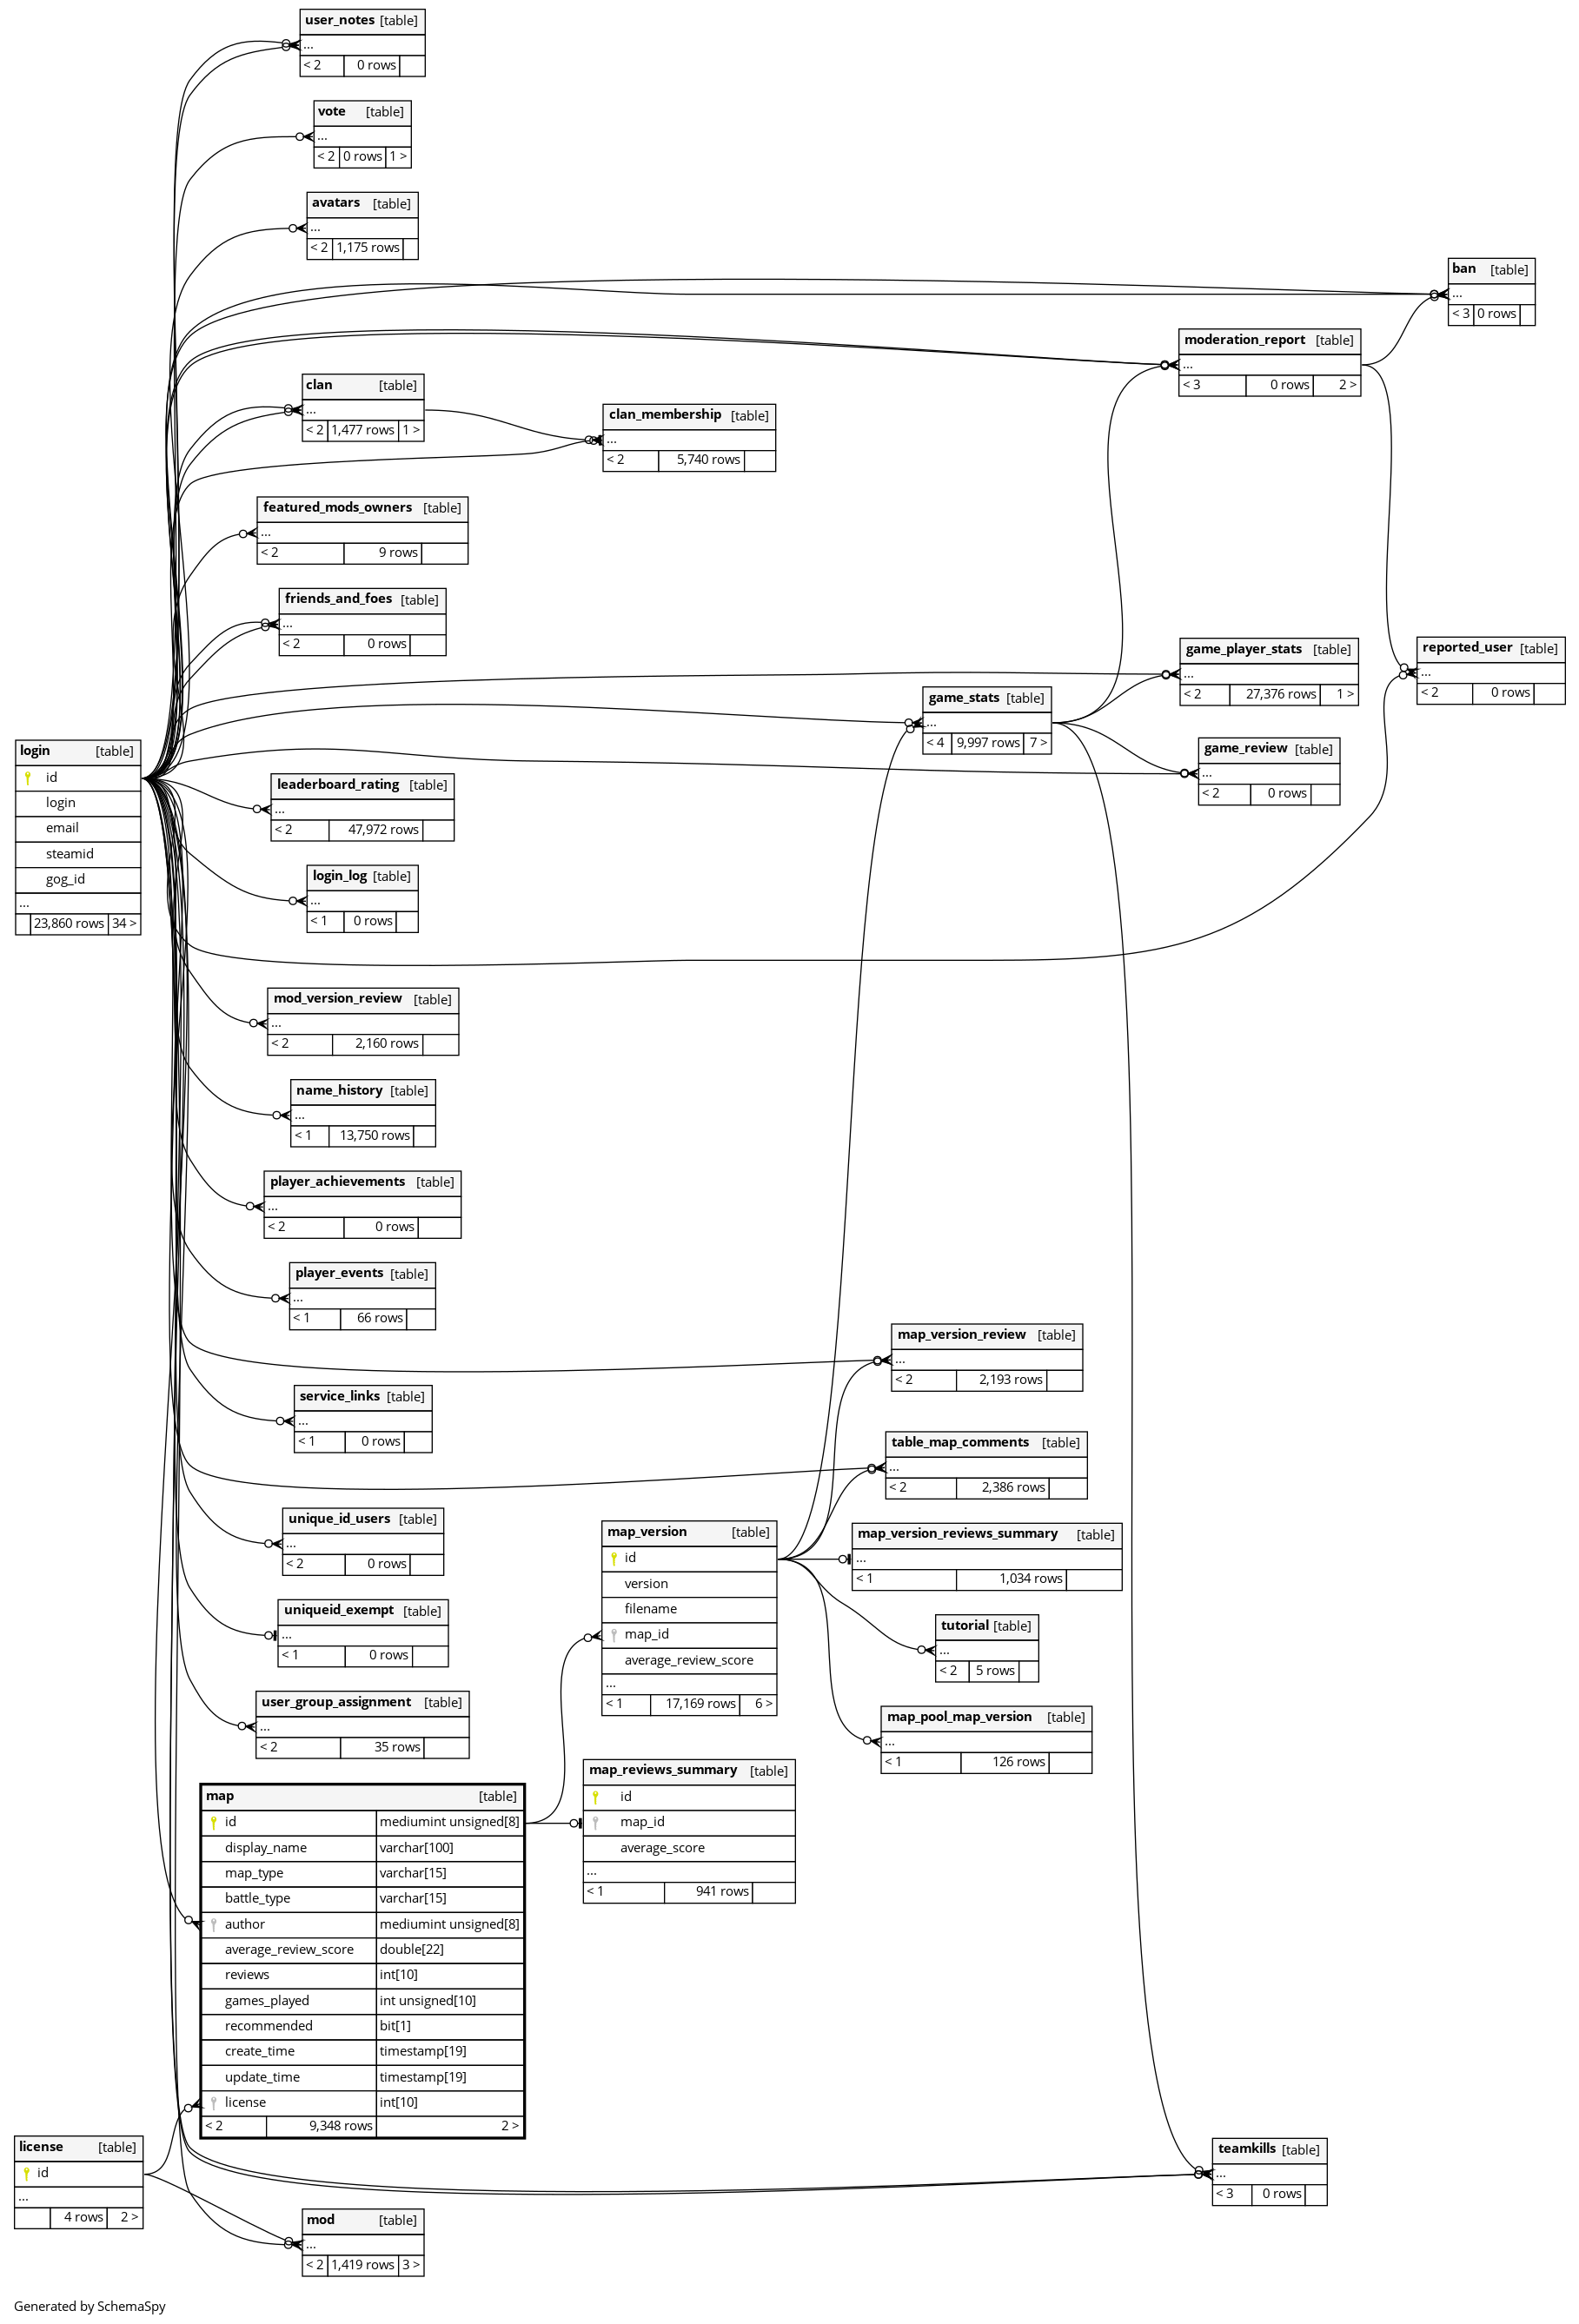 user_notes [table]
...
< 2 0 rows
vote [table]
...
< 2 0 rows 1 >
avatars [table]
...
< 2 1,175 rows
ban [table]
...
< 3 0 rows
moderation_report [table]
...
< 3 0 rows 2 >
clan [table]
...
< 2 1,477 rows 1 >
clan_membership [table]
...
< 2 5,740 rows
featured_mods_owners [table]
...
< 2 9 rows
friends_and_foes [table]
...
< 2 0 rows
game_player_stats [table]
...
< 2 27,376 rows 1 >
reported_user [table]
...
< 2 0 rows
game_stats [table]
...
< 4 9,997 rows 7 >
game_review [table]
...
< 2 0 rows
login [table]
id
login
email
steamid
gog_id
...
23,860 rows 34 >
leaderboard_rating [table]
...
< 2 47,972 rows
login_log [table]
...
< 1 0 rows
mod_version_review [table]
...
< 2 2,160 rows
name_history [table]
...
< 1 13,750 rows
player_achievements [table]
...
< 2 0 rows
player_events [table]
...
< 1 66 rows
map_version_review [table]
...
< 2 2,193 rows
service_links [table]
...
< 1 0 rows
table_map_comments [table]
...
< 2 2,386 rows
unique_id_users [table]
...
< 2 0 rows
map_version [table]
id
version
filename
map_id
average_review_score
...
< 1 17,169 rows 6 >
map_version_reviews_summary [table]
...
< 1 1,034 rows
uniqueid_exempt [table]
...
< 1 0 rows
tutorial [table]
...
< 2 5 rows
user_group_assignment [table]
...
< 2 35 rows
map_pool_map_version [table]
...
< 1 126 rows
map_reviews_summary [table]
id
map_id
average_score
...
< 1 941 rows
map [table]
id mediumint unsigned[8]
display_name varchar[100]
map_type varchar[15]
battle_type varchar[15]
author mediumint unsigned[8]
average_review_score double[22]
reviews int[10]
games_played int unsigned[10]
recommended bit[1]
create_time timestamp[19]
update_time timestamp[19]
license int[10]
< 2 9,348 rows 2 >
license [table]
id
...
4 rows 2 >
teamkills [table]
...
< 3 0 rows
mod [table]
...
< 2 1,419 rows 3 >
Generated by SchemaSpy